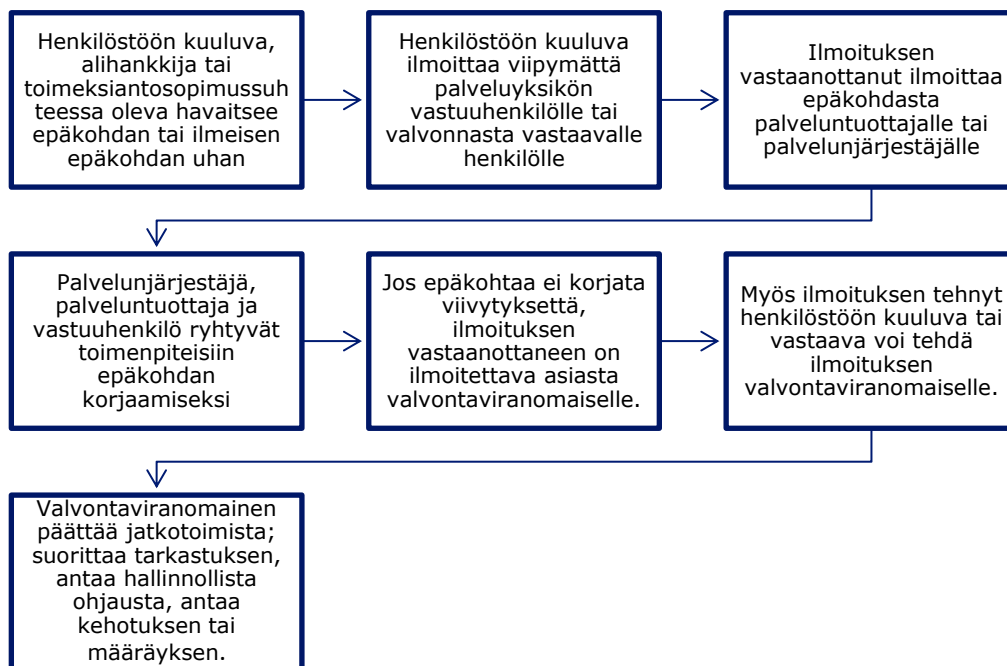 Henkilöstöön kuuluva,
alihankkija tai
toimeksiantosopimussuh
teessa oleva havaitsee
epäkohdan tai ilmeisen
epäkohdan uhan
Henkilöstöön kuuluva
ilmoittaa viipymättä
palveluyksikön
vastuuhenkilölle tai
valvonnasta vastaavalle
henkilölle
Ilmoituksen
vastaanottanut ilmoittaa
epäkohdasta
palveluntuottajalle tai
palvelunjärjestäjälle
Palvelunjärjestäjä,
palveluntuottaja ja
vastuuhenkilö ryhtyvät
toimenpiteisiin
epäkohdan
korjaamiseksi
Jos epäkohtaa ei korjata
viivytyksettä,
ilmoituksen
vastaanottaneen on
ilmoitettava asiasta
valvontaviranomaiselle.
Myös ilmoituksen tehnyt
henkilöstöön kuuluva tai
vastaava voi tehdä
ilmoituksen
valvontaviranomaiselle.
Valvontaviranomainen
päättää jatkotoimista;
suorittaa tarkastuksen,
antaa hallinnollista
ohjausta, antaa
kehotuksen tai
määräyksen.